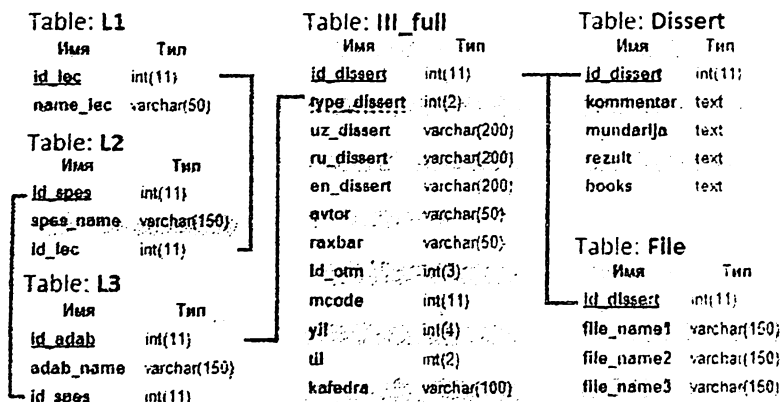 Table: L1
Имя Тип
id_lec int(11)
name_lec varchar(50)
Table: L2
Имя Тип
id_spes int(11)
spes_name varchar(150)
id_lec int(11)
Table: L3
Имя Тип
id_adab int(11)
adab_name varchar(150)
id_spes int(11)
Table: Ill_full
Имя Тип
id_dissert int(11)
type_dissert int(2)
uz_dissert varchar(200)
ru_dissert varchar(200)
en_dissert varchar(200)
avtor varchar(50)
raxbar varchar(50)
id_otm int(3)
mcode int(11)
yil int(4)
til int(2)
kafedra varchar(100)
Table: Dissert
Имя Тип
id_dissert int(11)
kommentar text
mundarija text
rezult text
books text
Table: File
Имя Тип
id_dissert int(11)
file_name1 varchar(150)
file_name2 varchar(150)
file_name3 varchar(150)